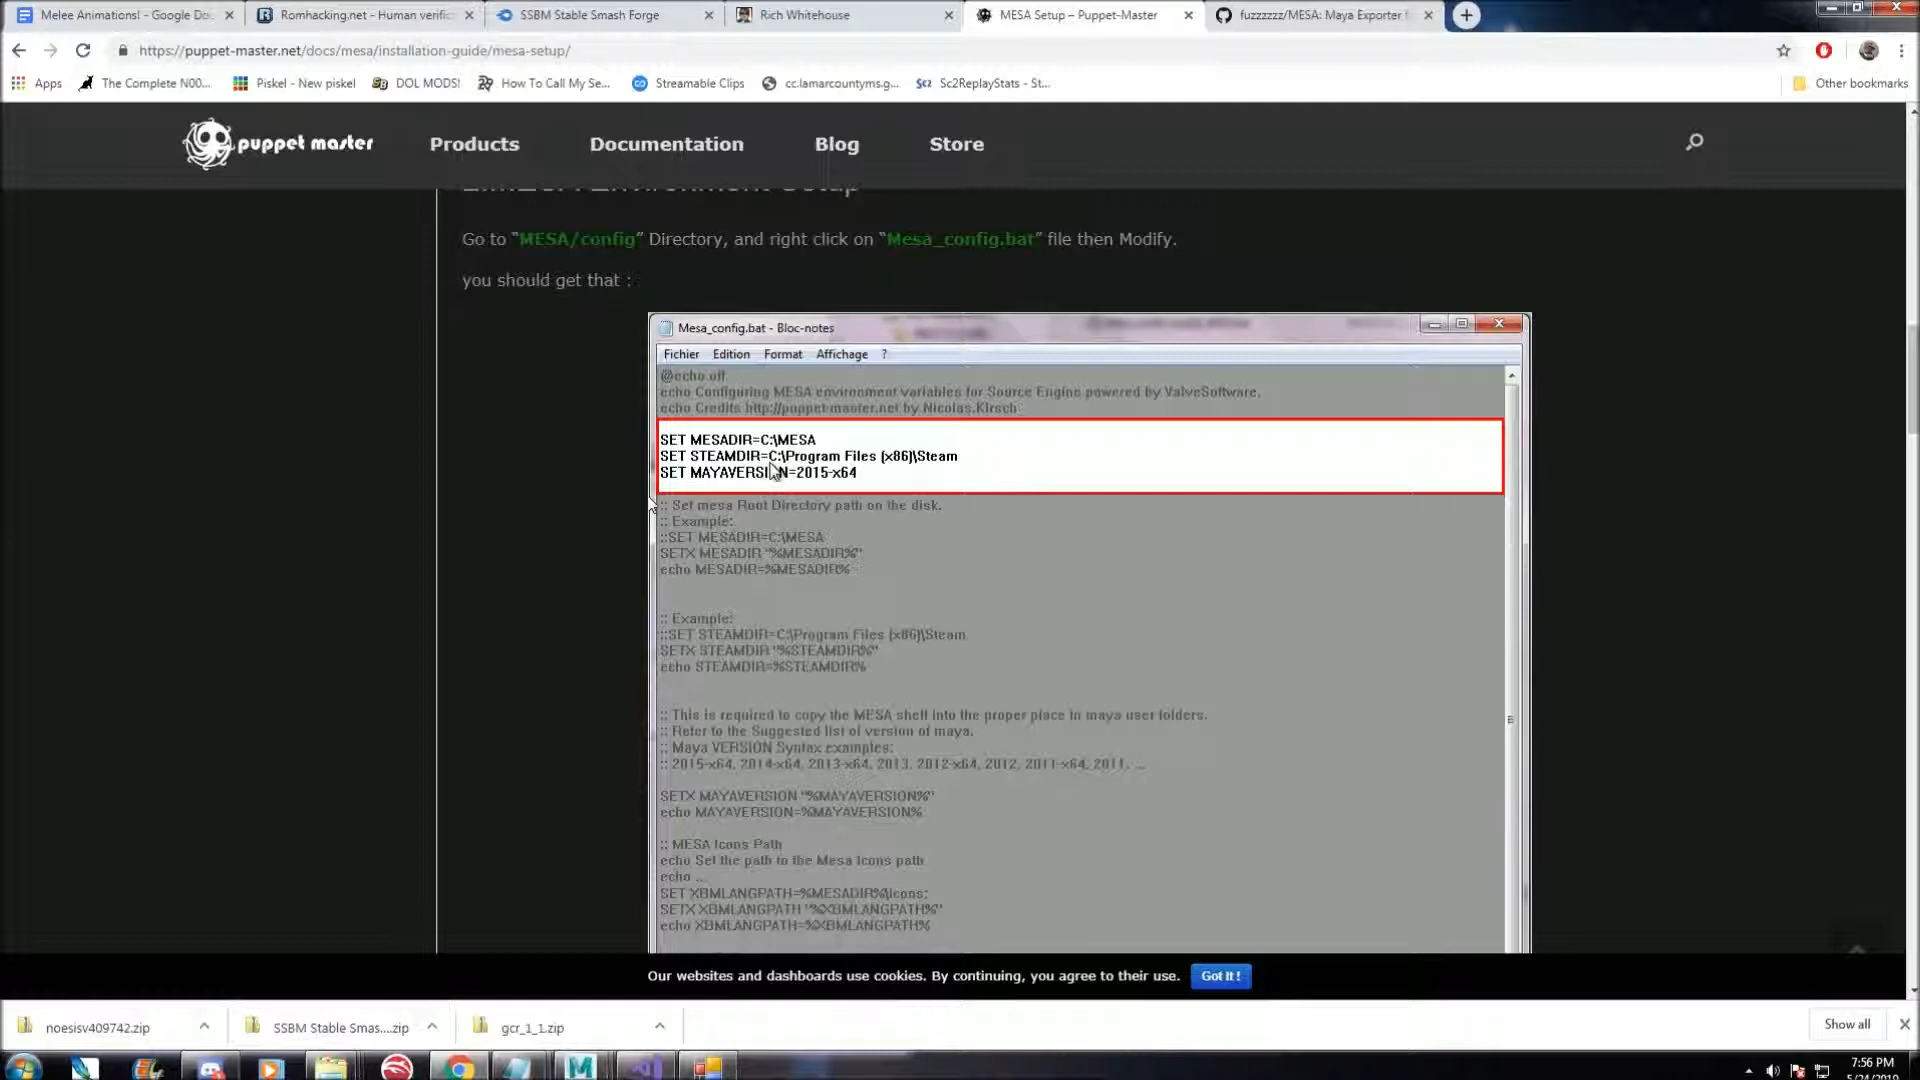 Melee Animations! - Google Do
Romhacking.net - Human verific
SSBM Stable Smash Forge
Rich Whitehouse
MESA Setup – Puppet-Master
fuzzzzzz/MESA: Maya Exporter f
https://puppet-master.net/docs/mesa/installation-guide/mesa-setup/
Apps
The Complete N00...
Piskel - New piskel
DOL MODS!
How To Call My Se...
Streamable Clips
cc.lamarcountyms.g...
Sc2ReplayStats - St...
Other bookmarks
puppet master
Products
Documentation
Blog
Store
Go to “MESA/config” Directory, and right click on “Mesa_config.bat” file then Modify.
you should get that :
Mesa_config.bat - Bloc-notes
Fichier Edition Format Affichage ?
@echo off
echo Configuring MESA environment variables for Source Engine powered by ValveSoftware.
echo Credits http://puppet-master.net by Nicolas.Kirsch
SET MESADIR=C:\MESA
SET STEAMDIR=C:\Program Files (x86)\Steam
SET MAYAVERSION=2015-x64
:: Set mesa Root Directory path on the disk.
:: Example:
::SET MESADIR=C:\MESA
SETX MESADIR "%MESADIR%"
echo MESADIR=%MESADIR%
:: Example:
::SET STEAMDIR=C:\Program Files (x86)\Steam
SETX STEAMDIR "%STEAMDIR%"
echo STEAMDIR=%STEAMDIR%
:: This is required to copy the MESA shell into the proper place in maya user folders.
:: Refer to the Suggested list of version of maya.
:: Maya VERSION Syntax examples:
:: 2015-x64, 2014-x64, 2013-x64, 2013, 2012-x64, 2012, 2011-x64, 2011, ...
SETX MAYAVERSION "%MAYAVERSION%"
echo MAYAVERSION=%MAYAVERSION%
:: MESA Icons Path
echo Set the path to the Mesa Icons path
echo ...
SET XBMLANGPATH=%MESADIR%\icons;
SETX XBMLANGPATH "%XBMLANGPATH%"
echo XBMLANGPATH=%XBMLANGPATH%
Our websites and dashboards use cookies. By continuing, you agree to their use.
Got It !
noesisv409742.zip
SSBM Stable Smas....zip
gcr_1_1.zip
Show all
7:56 PM
5/24/2019